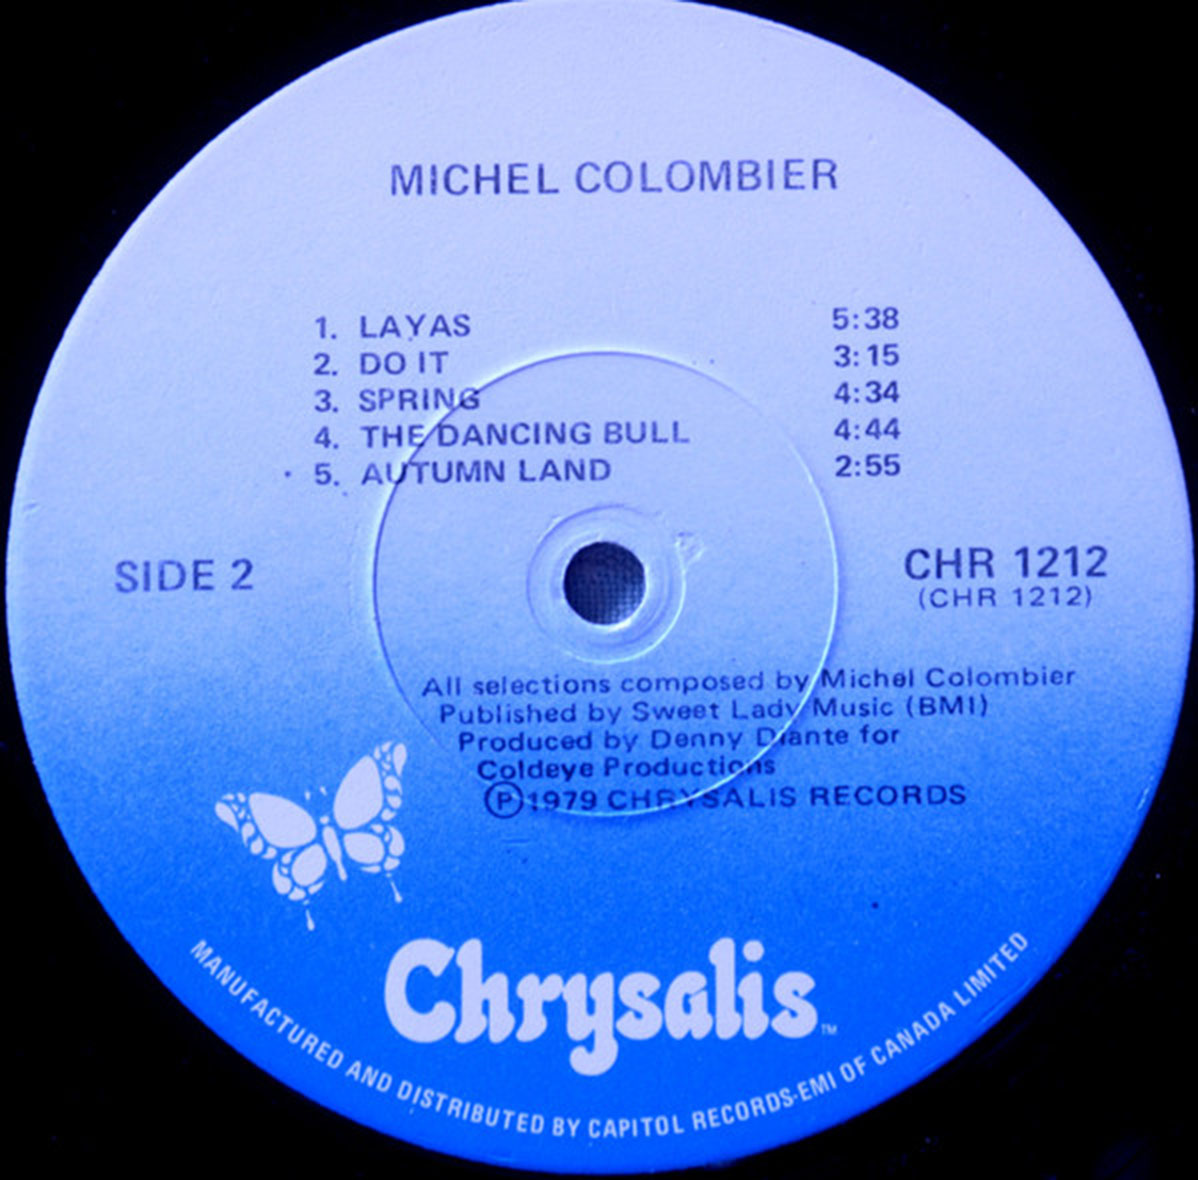 MICHEL COLOMBIER
1. LAYAS 5:38
2. DO IT 3:15
3. SPRING 4:34
4. THE DANCING BULL 4:44
5. AUTUMN LAND 2:55
SIDE 2
CHR 1212
(CHR 1212)
All selections composed by Michel Colombier
Published by Sweet Lady Music (BMI)
Produced by Denny Diante for
Coldeye Productions
Ⓟ1979 CHRYSALIS RECORDS
Chrysalis™
MANUFACTURED AND DISTRIBUTED BY CAPITOL RECORDS-EMI OF CANADA LIMITED